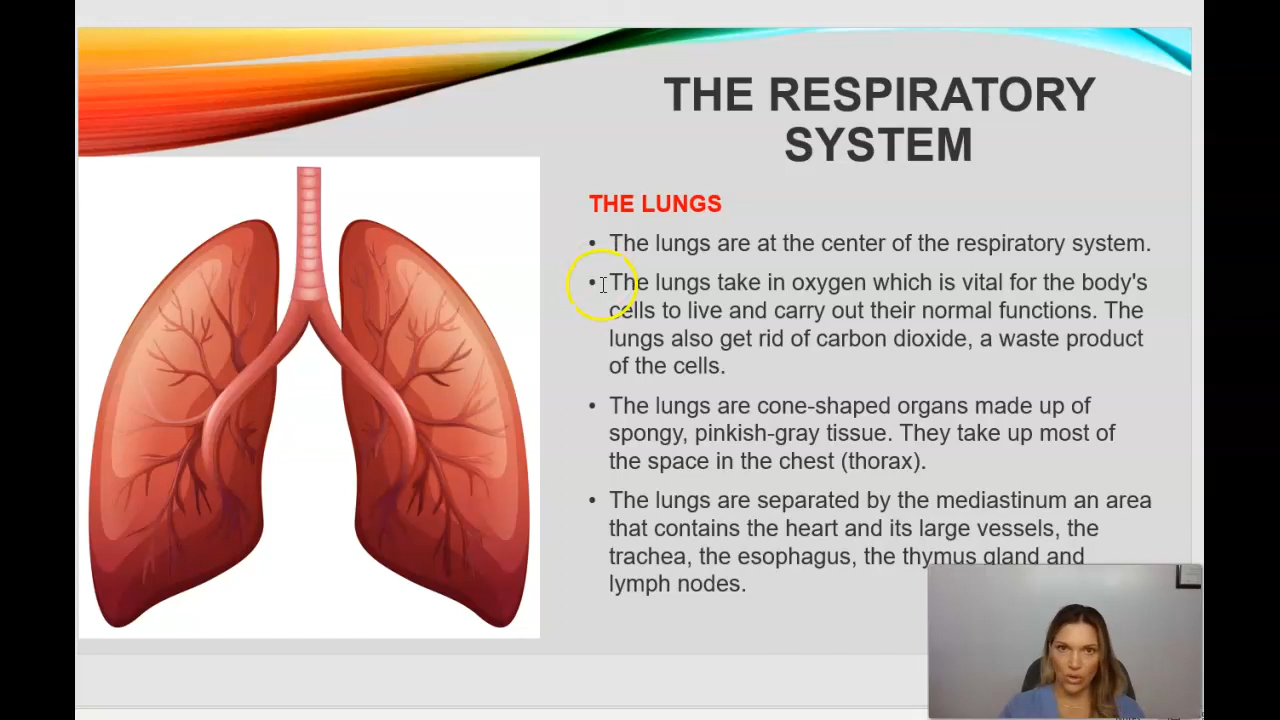 THE RESPIRATORY
SYSTEM
THE LUNGS
• The lungs are at the center of the respiratory system.
• The lungs take in oxygen which is vital for the body's
cells to live and carry out their normal functions. The
lungs also get rid of carbon dioxide, a waste product
of the cells.
• The lungs are cone-shaped organs made up of
spongy, pinkish-gray tissue. They take up most of
the space in the chest (thorax).
• The lungs are separated by the mediastinum an area
that contains the heart and its large vessels, the
trachea, the esophagus, the thymus gland and
lymph nodes.